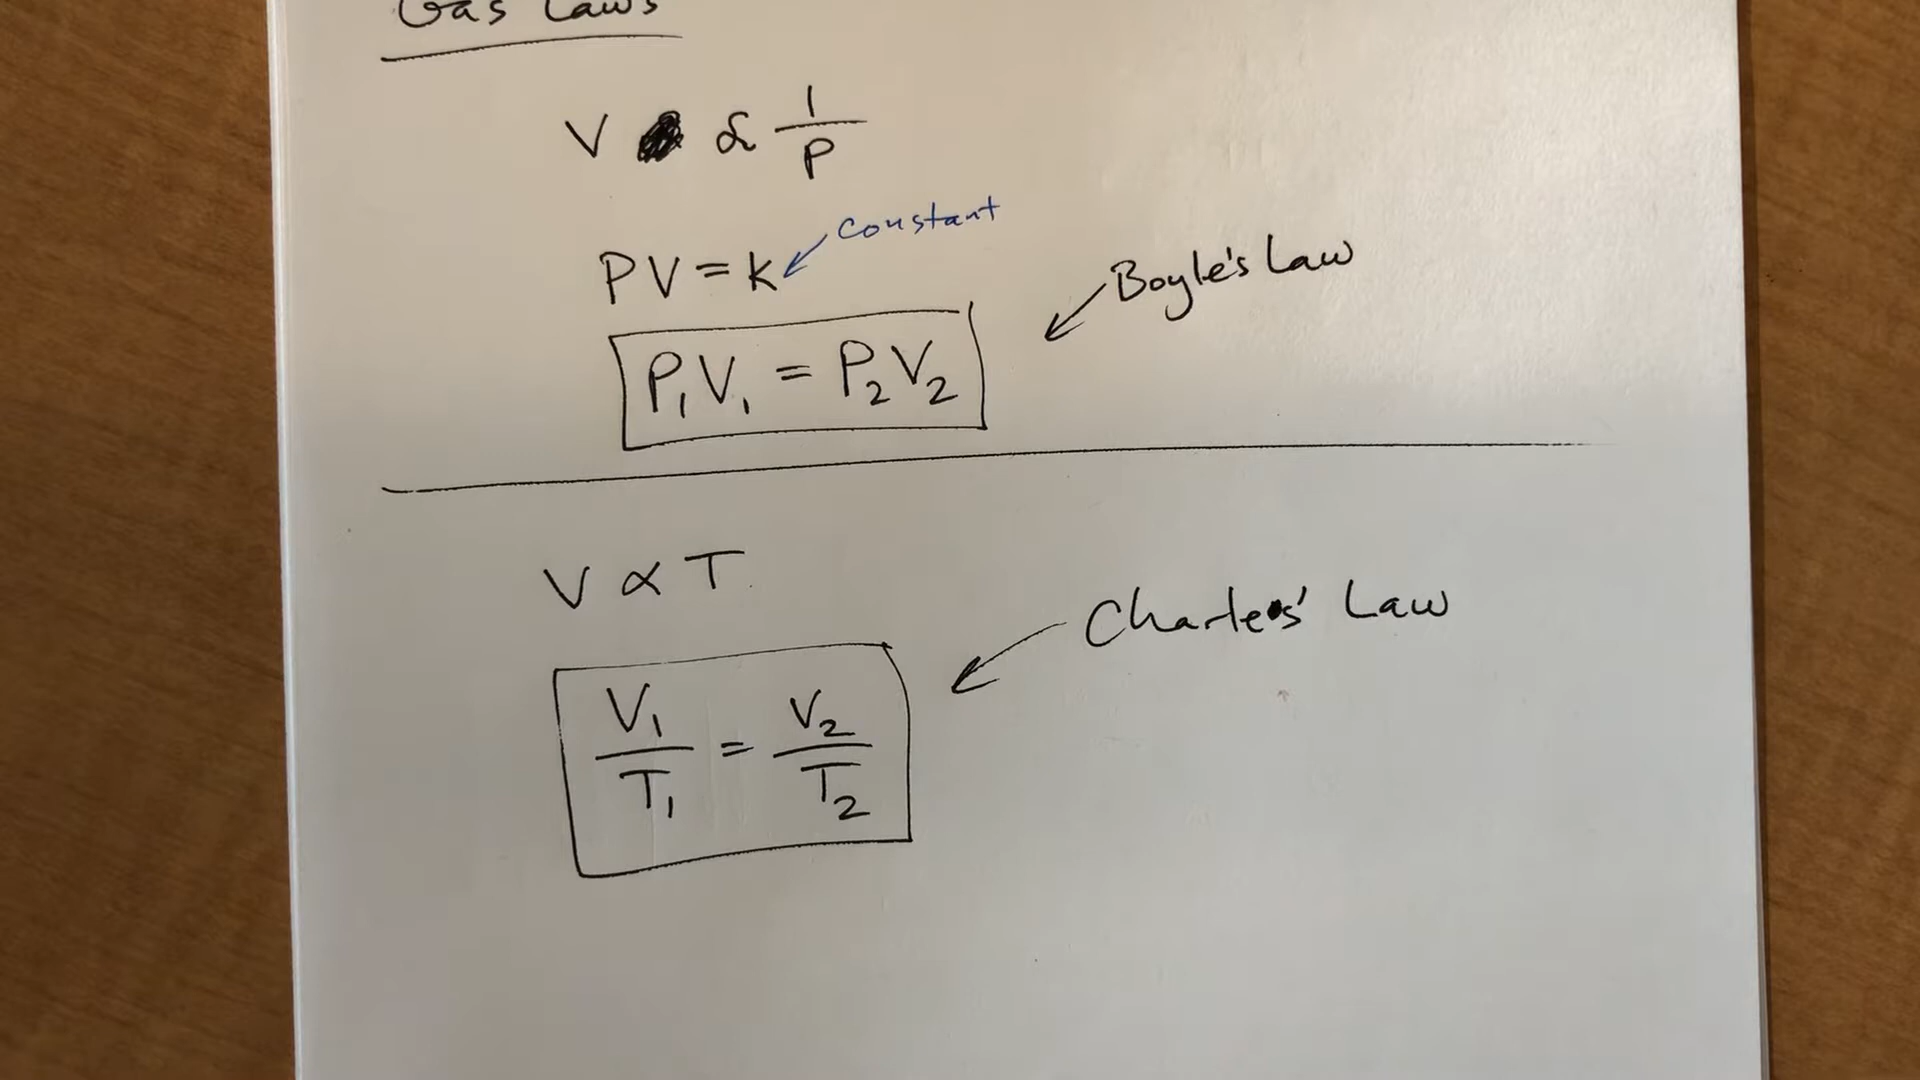 Gas Laws
V ∝ 1/P
PV = k constant
P₁V₁ = P₂V₂ Boyle's Law
V ∝ T
V₁/T₁ = V₂/T₂ Charles' Law